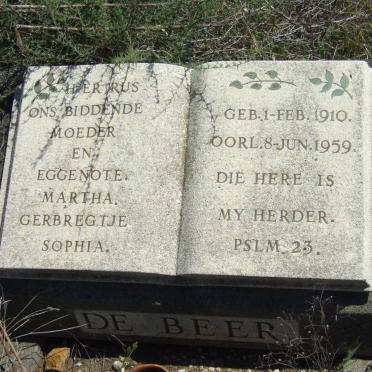 HIER RUS
ONS BIDDENDE
MOEDER
EN
EGGENOTE.
MARTHA.
GERBREGTJE
SOPHIA.
GEB.1-FEB. 1910.
OORL.8-JUN.1959.
DIE HERE IS
MY HERDER.
PSLM. 23.
DE BEER